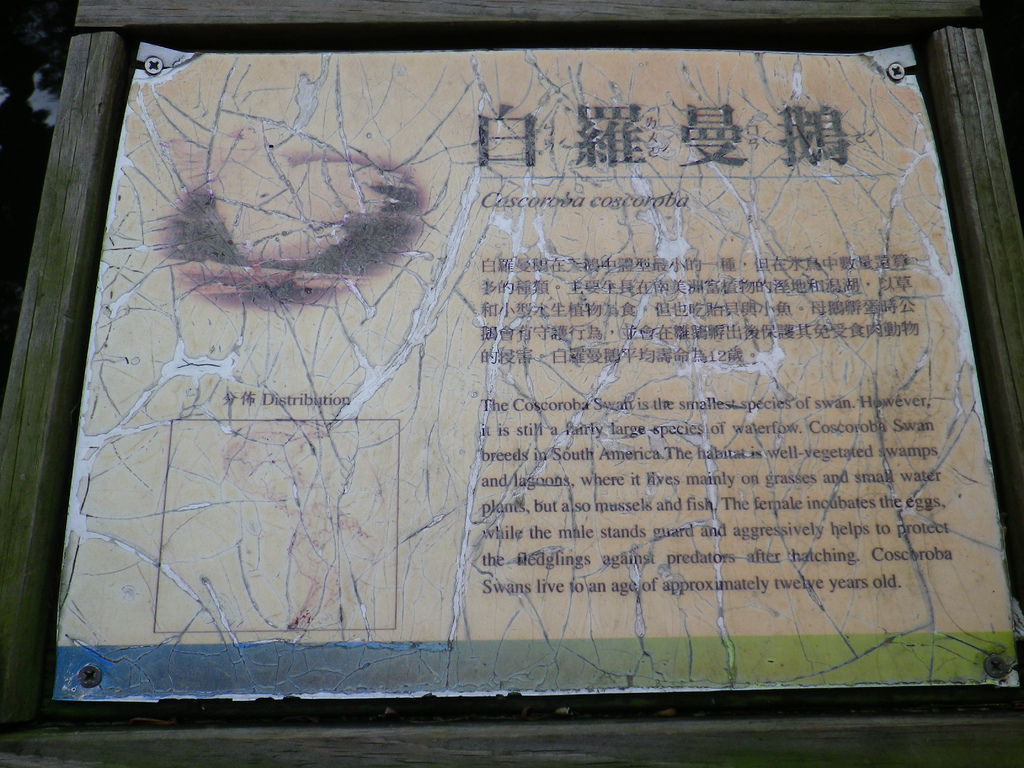 白羅曼鵝
Coscoroba coscoroba
白羅曼鵝在天鵝中體型最小的一種，但在水鳥中數量算
多的種類。主要生長在南美洲富植物的溼地和潟湖，以草
和小型水生植物為食，但也吃貽貝與小魚。母鵝孵蛋時公
鵝會有守護行為，並會在雛鵝孵出後保護其免受食肉動物
的侵害。白羅曼鵝平均壽命為12歲。
分佈 Distribution
The Coscoroba Swan is the smallest species of swan. However,
it is still a fairly large species of waterfow. Coscoroba Swan
breeds in South America.The habitat is well-vegetated swamps
and lagoons, where it lives mainly on grasses and small water
plants, but also mussels and fish. The female incubates the eggs,
while the male stands guard and aggressively helps to protect
the fledglings against predators after hatching. Coscoroba
Swans live to an age of approximately twelve years old.